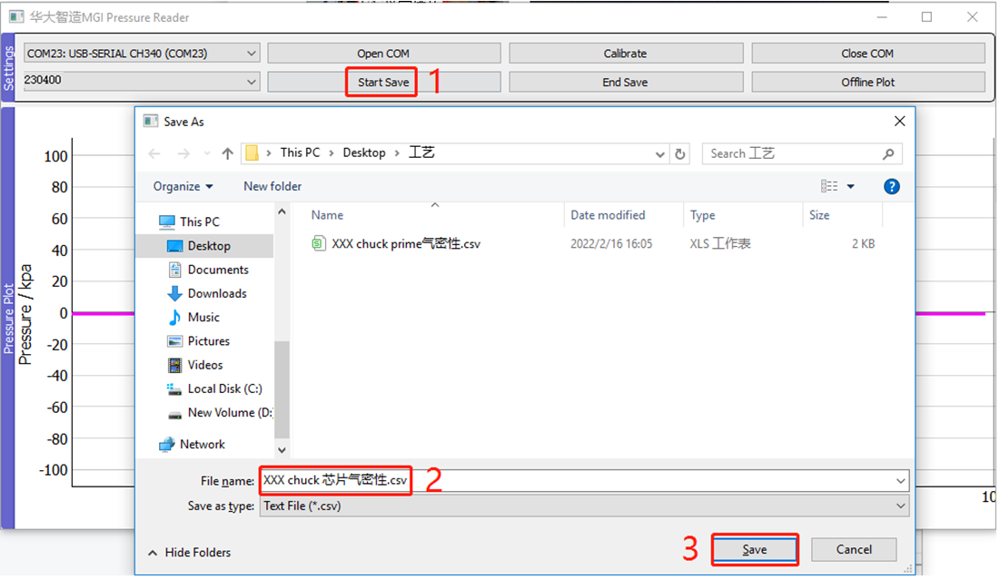 华大智造MGI Pressure Reader
Settings
COM23: USB-SERIAL CH340 (COM23)
Open COM
Calibrate
Close COM
230400
Start Save
1
End Save
Offline Plot
Save As
This PC > Desktop > 工艺
Search 工艺
Organize
New folder
?
This PC
Desktop
Documents
Downloads
Music
Pictures
Videos
Local Disk (C:)
New Volume (D:
Network
Name
Date modified
Type
Size
XXX chuck prime气密性.csv
2022/2/16 16:05
XLS 工作表
2 KB
Pressure Plot
Pressure / kpa
100
80
60
40
20
0
-20
-40
-60
-80
-100
10
File name:
XXX chuck 芯片气密性.csv
2
Save as type:
Text File (*.csv)
Hide Folders
3
Save
Cancel